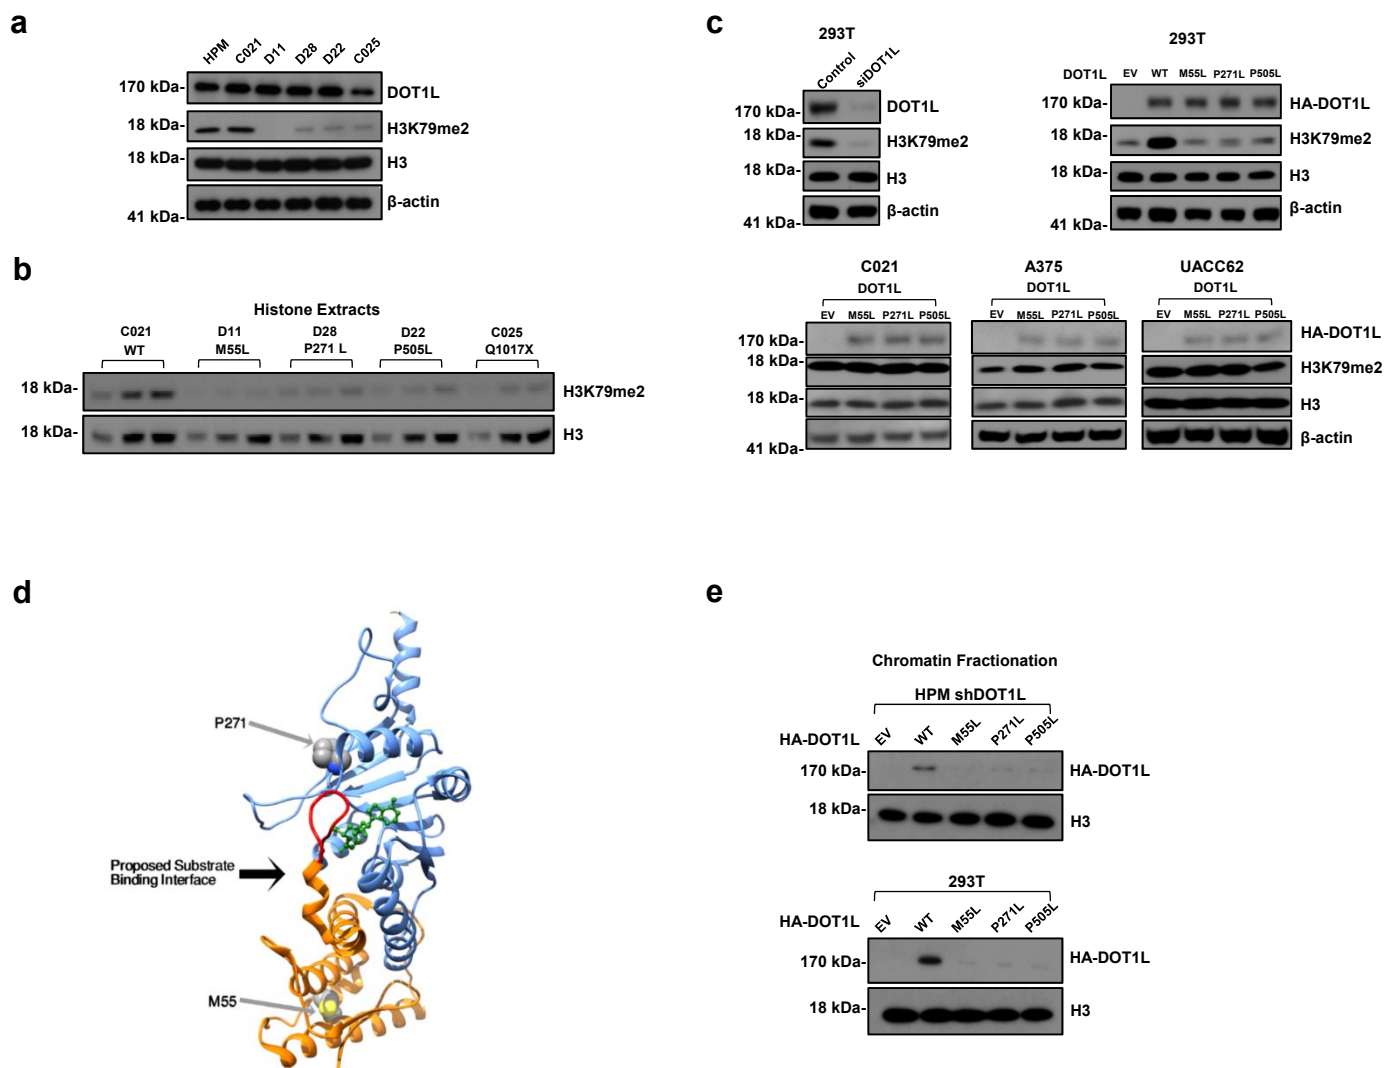 a
HPM C021 D11 D28 D22 C025
170 kDa- DOT1L
18 kDa- H3K79me2
18 kDa- H3
41 kDa- β-actin
b
Histone Extracts
C021 D11 D28 D22 C025
WT M55L P271 L P505L Q1017X
18 kDa- H3K79me2
18 kDa- H3
c
293T
Control siDOT1L
170 kDa- DOT1L
18 kDa- H3K79me2
18 kDa- H3
41 kDa- β-actin
293T
DOT1L EV WT M55L P271L P505L
170 kDa- HA-DOT1L
18 kDa- H3K79me2
18 kDa- H3
41 kDa- β-actin
C021 A375 UACC62
DOT1L DOT1L DOT1L
EV M55L P271L P505L EV M55L P271L P505L EV M55L P271L P505L
170 kDa- HA-DOT1L
18 kDa- H3K79me2
18 kDa- H3
41 kDa- β-actin
d
P271
Proposed Substrate
Binding Interface
M55
e
Chromatin Fractionation
HPM shDOT1L
HA-DOT1L EV WT M55L P271L P505L
170 kDa- HA-DOT1L
18 kDa- H3
293T
HA-DOT1L EV WT M55L P271L P505L
170 kDa- HA-DOT1L
18 kDa- H3